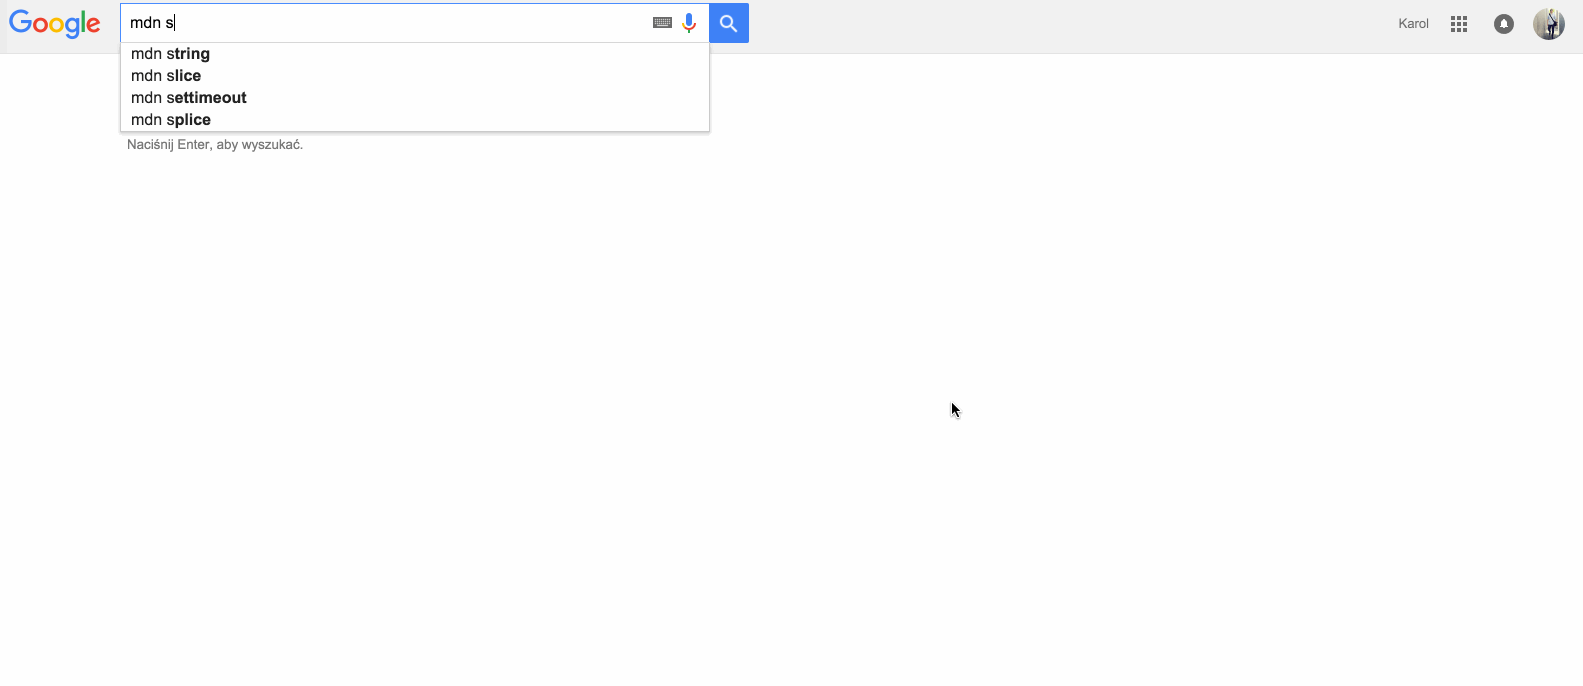 Google
mdn s
Karol
mdn string
mdn slice
mdn settimeout
mdn splice
Naciśnij Enter, aby wyszukać.